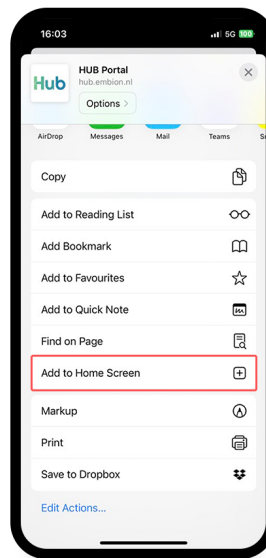 16:03
5G 100
Hub
HUB Portal
hub.embion.nl
Options >
AirDrop Messages Mail Teams
Copy
Add to Reading List
Add Bookmark
Add to Favourites
Add to Quick Note
Find on Page
Add to Home Screen
Markup
Print
Save to Dropbox
Edit Actions...